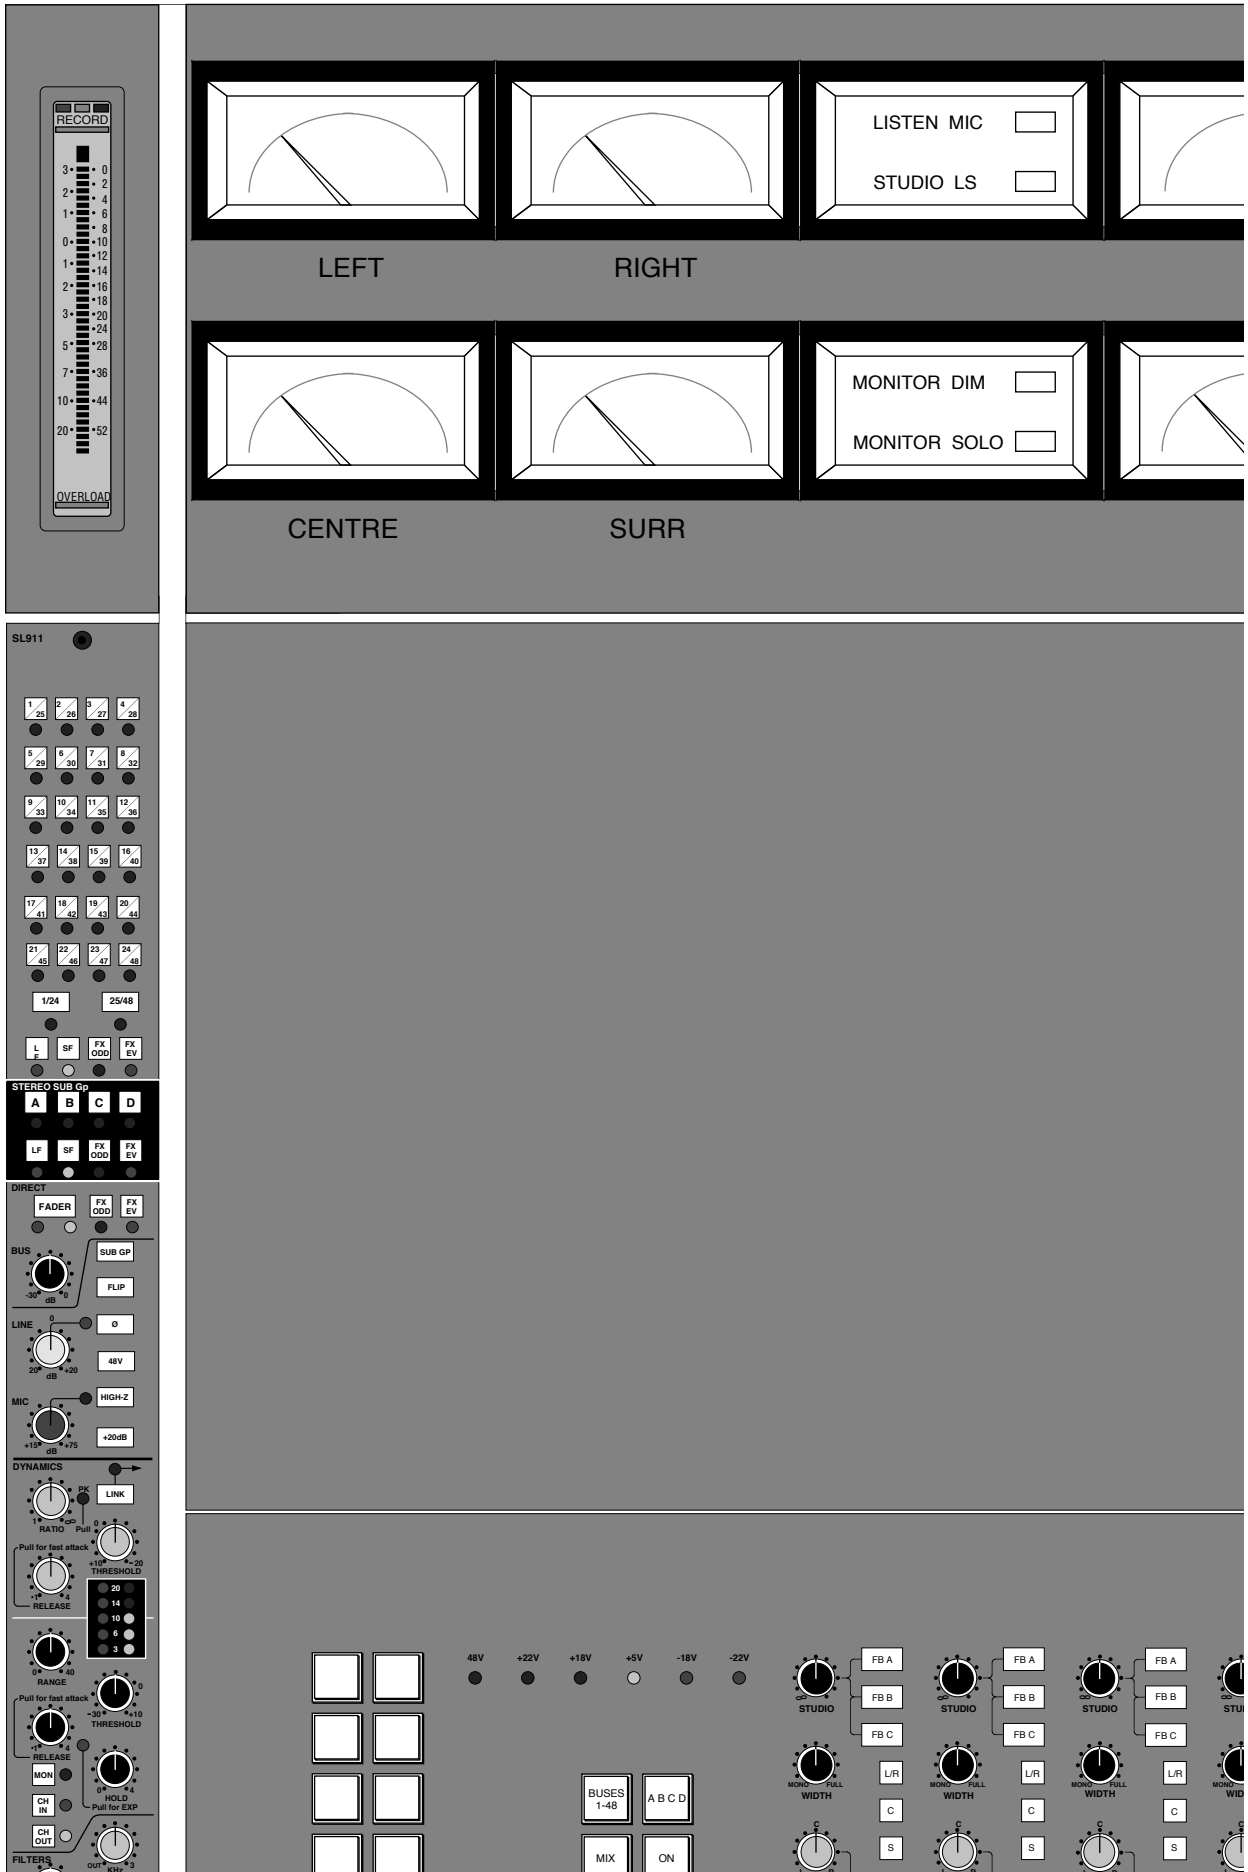 RECORD
3 0
2
2 4
1 6
8
0 10
12
1 14
2 16
18
3 20
24
5 28
7 36
10 44
20 52
OVERLOAD
LISTEN MIC
STUDIO LS
LEFT
RIGHT
MONITOR DIM
MONITOR SOLO
CENTRE
SURR
SL911
1 25 2 26 3 27 4 28
5 29 6 30 7 31 8 32
9 33 10 34 11 35 12 36
13 37 14 38 15 39 16 40
17 41 18 42 19 43 20 44
21 45 22 46 23 47 24 48
1/24 25/48
L
F
SF
FX
ODD
FX
EV
STEREO SUB Gp
A B C D
LF SF
FX
ODD
FX
EV
DIRECT
FADER
FX
ODD
FX
EV
BUS
SUB GP
-30 0
dB
FLIP
LINE
0
Ø
20 +20
dB
48V
MIC
HIGH-Z
+15 +75
dB
+20dB
DYNAMICS
PK
LINK
1 ∞
RATIO
Pull
0
Pull for fast attack
+10 -20
THRESHOLD
.1 4
RELEASE
20
14
10
6
3
0 40
RANGE
Pull for fast attack
0
-30 +10
THRESHOLD
.1 4
RELEASE
MON
0 4
HOLD
Pull for EXP
CH
IN
CH
OUT
FILTERS
OUT 3
KHz
48V +22V +18V +5V -18V -22V
BUSES
1-48
A B C D
MIX
ON
∞
STUDIO
FB A
FB B
FB C
MONO FULL
WIDTH
L/R
C
S
C
∞
STUDIO
FB A
FB B
FB C
MONO FULL
WIDTH
L/R
C
S
C
∞
STUDIO
FB A
FB B
FB C
MONO FULL
WIDTH
L/R
C
S
C
∞
STU
MONO
WID
C